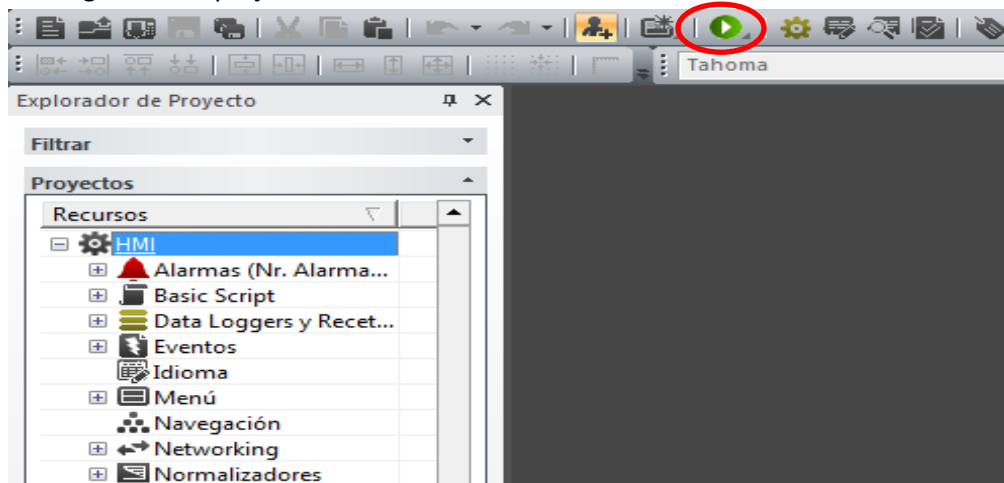 Tahoma
Explorador de Proyecto
Filtrar
Proyectos
Recursos
HMI
Alarmas (Nr. Alarma...
Basic Script
Data Loggers y Recet...
Eventos
Idioma
Menú
Navegación
Networking
Normalizadores